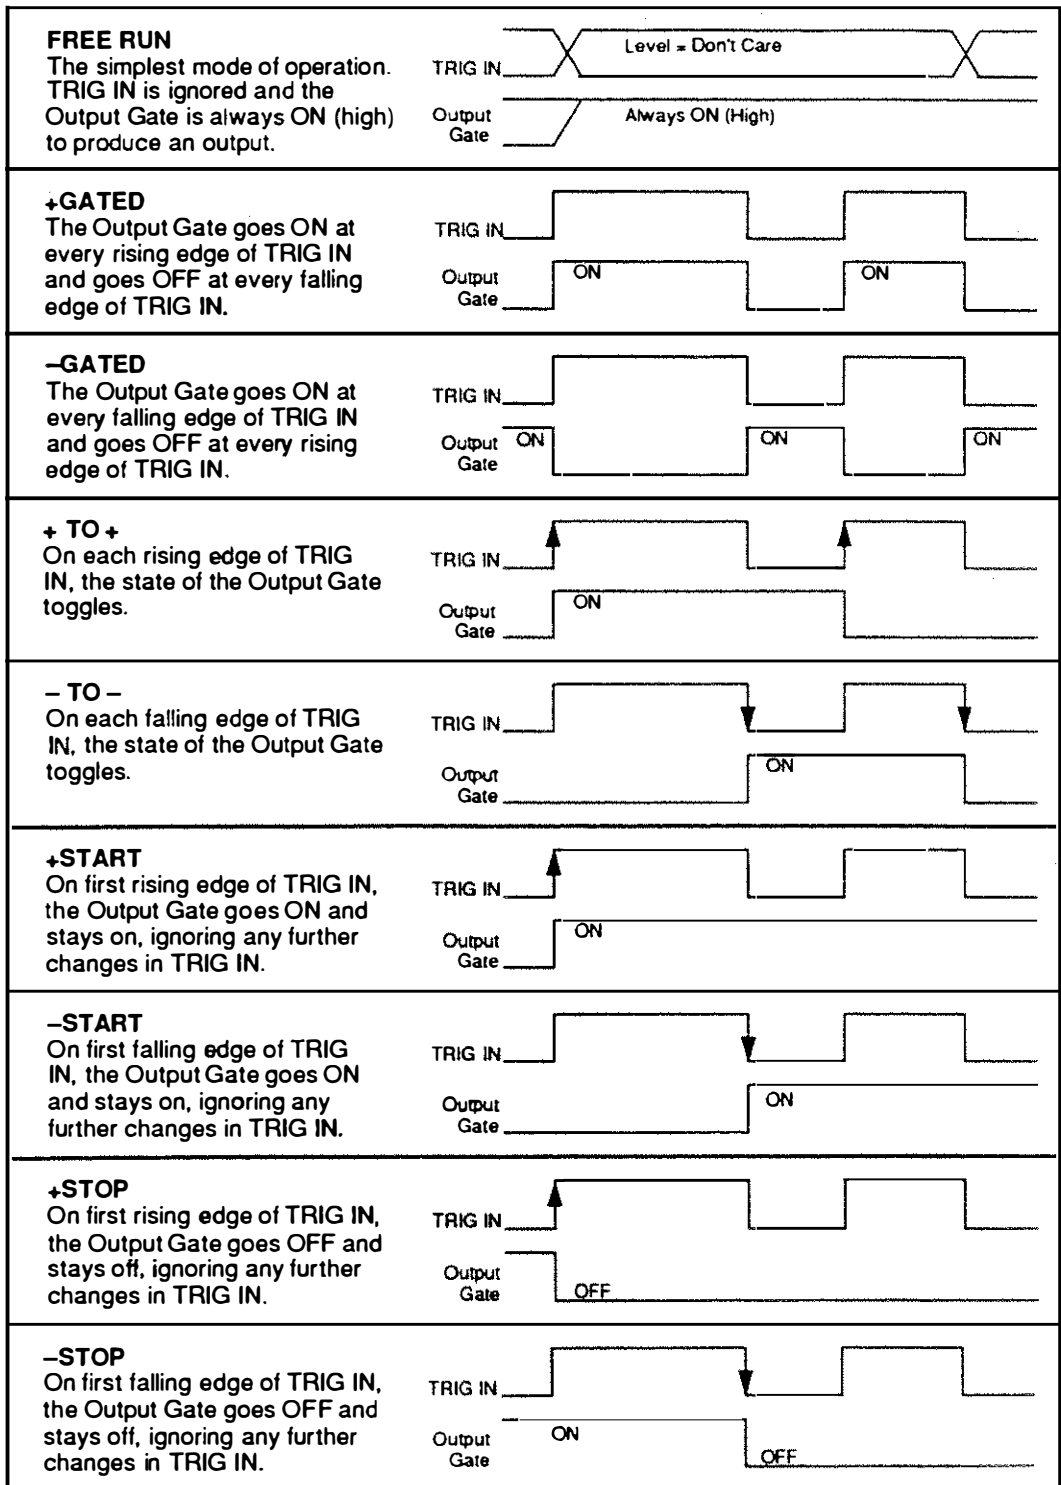 FREE RUN
The simplest mode of operation.
TRIG IN is ignored and the
Output Gate is always ON (high)
to produce an output.
TRIG IN
Level = Don't Care
Output
Gate
Always ON (High)
+GATED
The Output Gate goes ON at
every rising edge of TRIG IN
and goes OFF at every falling
edge of TRIG IN.
TRIG IN
Output
Gate
ON
ON
–GATED
The Output Gate goes ON at
every falling edge of TRIG IN
and goes OFF at every rising
edge of TRIG IN.
TRIG IN
Output
Gate
ON
ON
ON
+ TO +
On each rising edge of TRIG
IN, the state of the Output Gate
toggles.
TRIG IN
Output
Gate
ON
– TO –
On each falling edge of TRIG
IN, the state of the Output Gate
toggles.
TRIG IN
Output
Gate
ON
+START
On first rising edge of TRIG IN,
the Output Gate goes ON and
stays on, ignoring any further
changes in TRIG IN.
TRIG IN
Output
Gate
ON
–START
On first falling edge of TRIG
IN, the Output Gate goes ON
and stays on, ignoring any
further changes in TRIG IN.
TRIG IN
Output
Gate
ON
+STOP
On first rising edge of TRIG IN,
the Output Gate goes OFF and
stays off, ignoring any further
changes in TRIG IN.
TRIG IN
Output
Gate
OFF
–STOP
On first falling edge of TRIG IN,
the Output Gate goes OFF and
stays off, ignoring any further
changes in TRIG IN.
TRIG IN
Output
Gate
ON
OFF